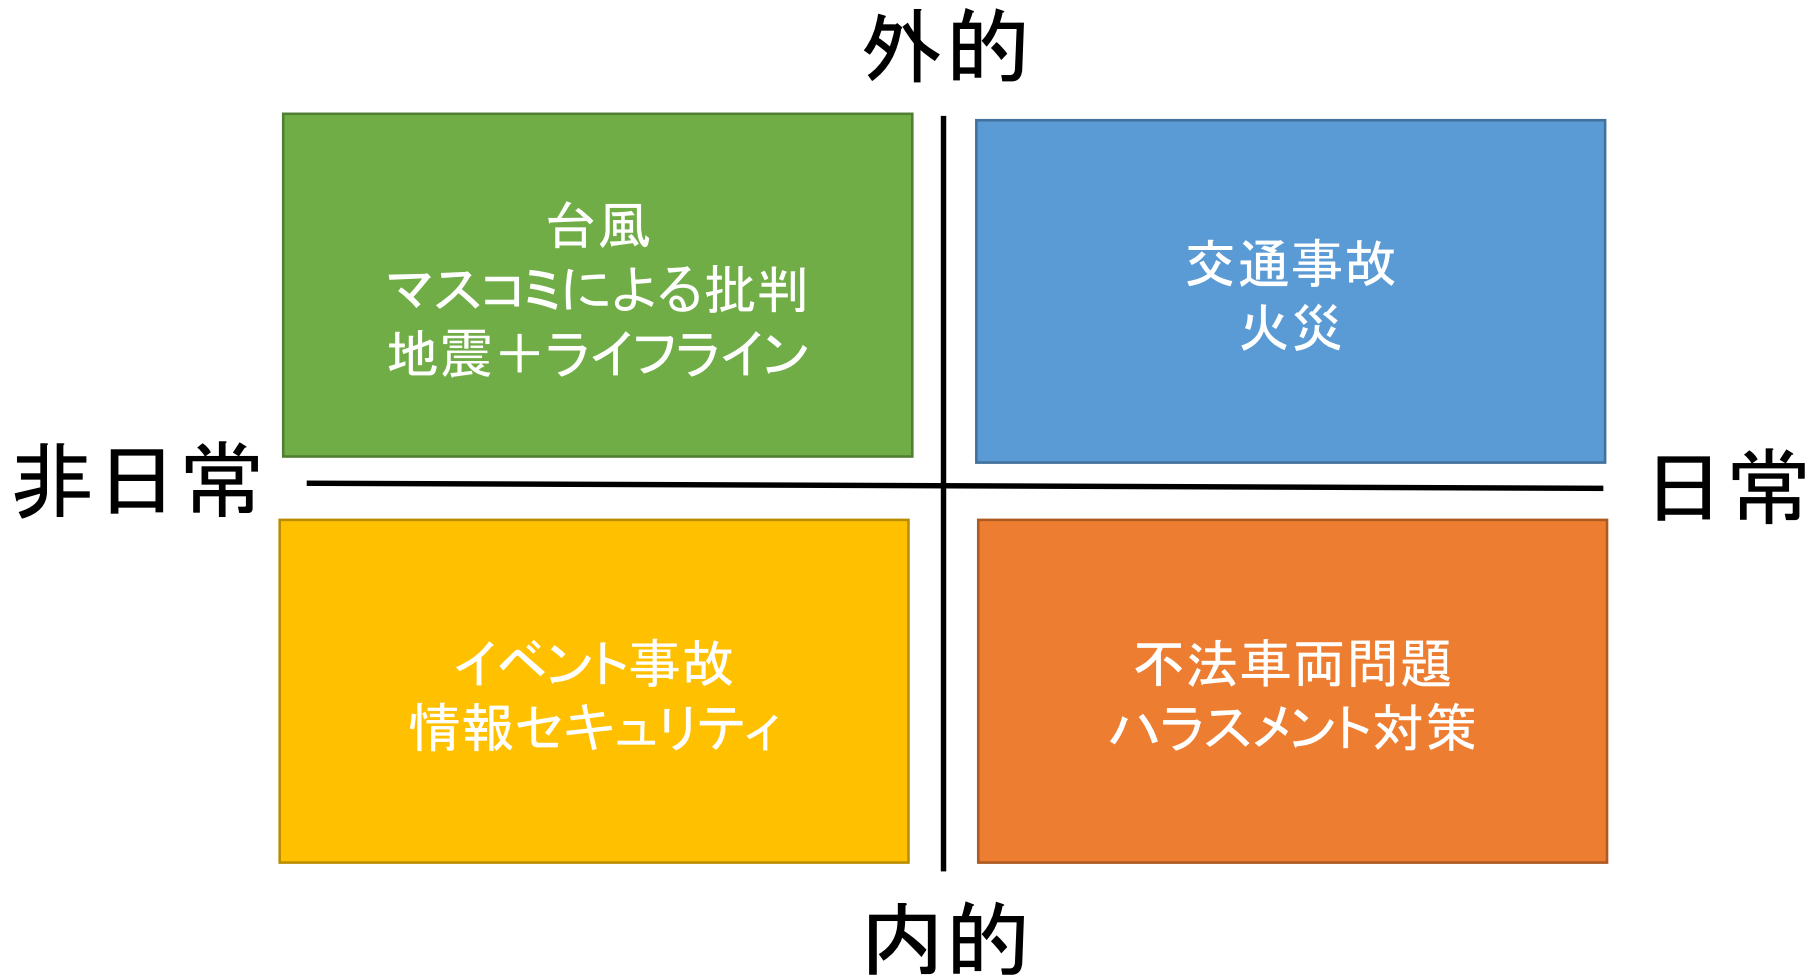 外的
台風
マスコミによる批判
地震＋ライフライン
交通事故
火災
非日常
日常
イベント事故
情報セキュリティ
不法車両問題
ハラスメント対策
内的